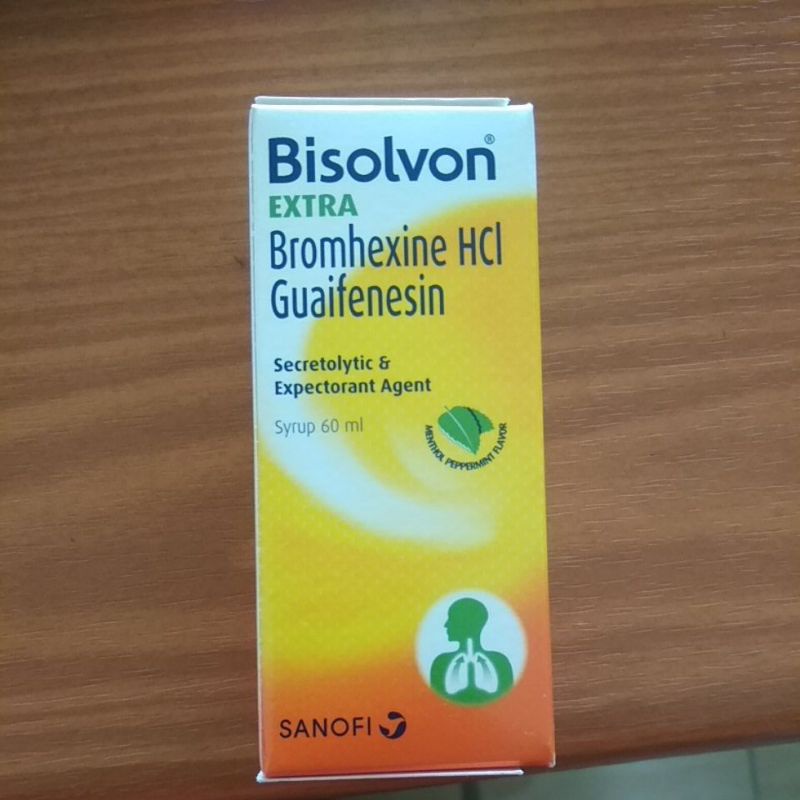 Bisolvon®
EXTRA
Bromhexine HCl
Guaifenesin
Secretolytic &
Expectorant Agent
Syrup 60 ml
MENTHOL PEPPERMINT FLAVOR
SANOFI